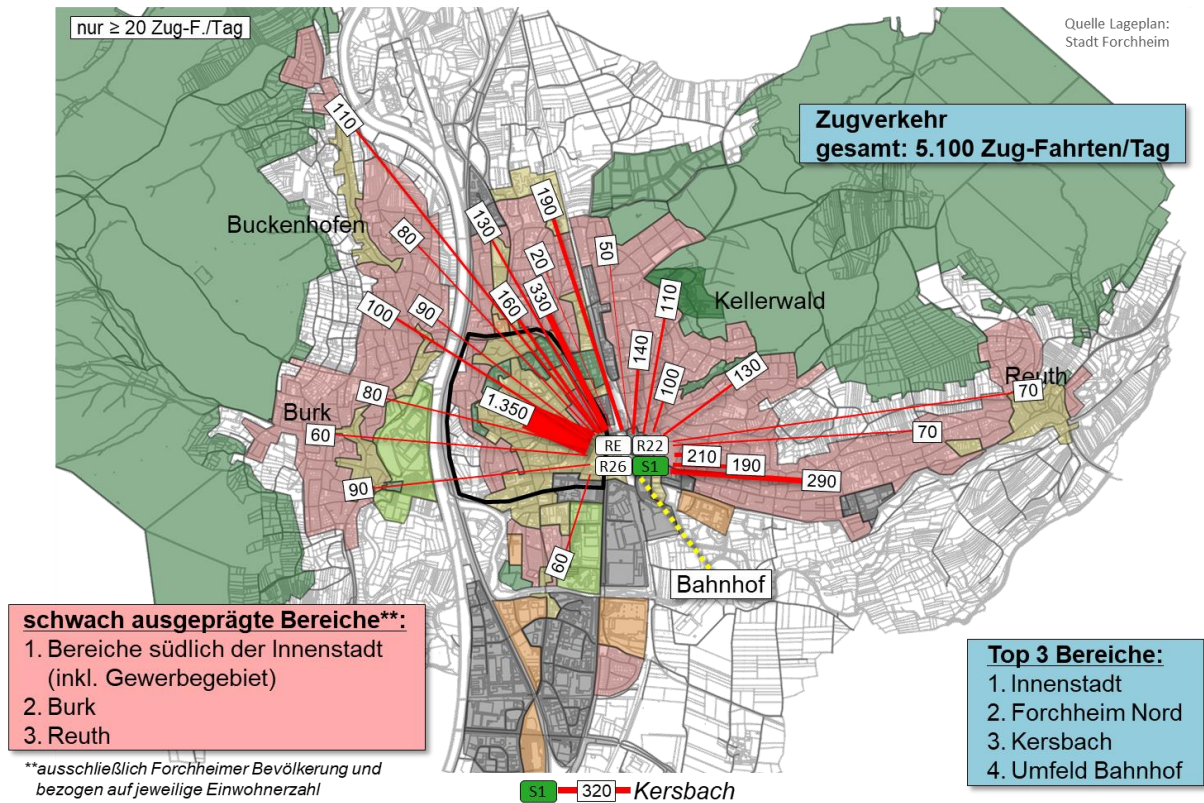 nur ≥ 20 Zug-F./Tag
Quelle Lageplan:
Stadt Forchheim
Zugverkehr
gesamt: 5.100 Zug-Fahrten/Tag
110
Buckenhofen
80
130
190
20
50
330
160
Kellerwald
110
100
90
140
100
130
Reuth
70
80
Burk
1.350
60
70
RE
R22
R26
S1
210
190
290
90
60
Bahnhof
schwach ausgeprägte Bereiche**:
1. Bereiche südlich der Innenstadt
(inkl. Gewerbegebiet)
2. Burk
3. Reuth
**ausschließlich Forchheimer Bevölkerung und
bezogen auf jeweilige Einwohnerzahl
Top 3 Bereiche:
1. Innenstadt
2. Forchheim Nord
3. Kersbach
4. Umfeld Bahnhof
S1 320 Kersbach